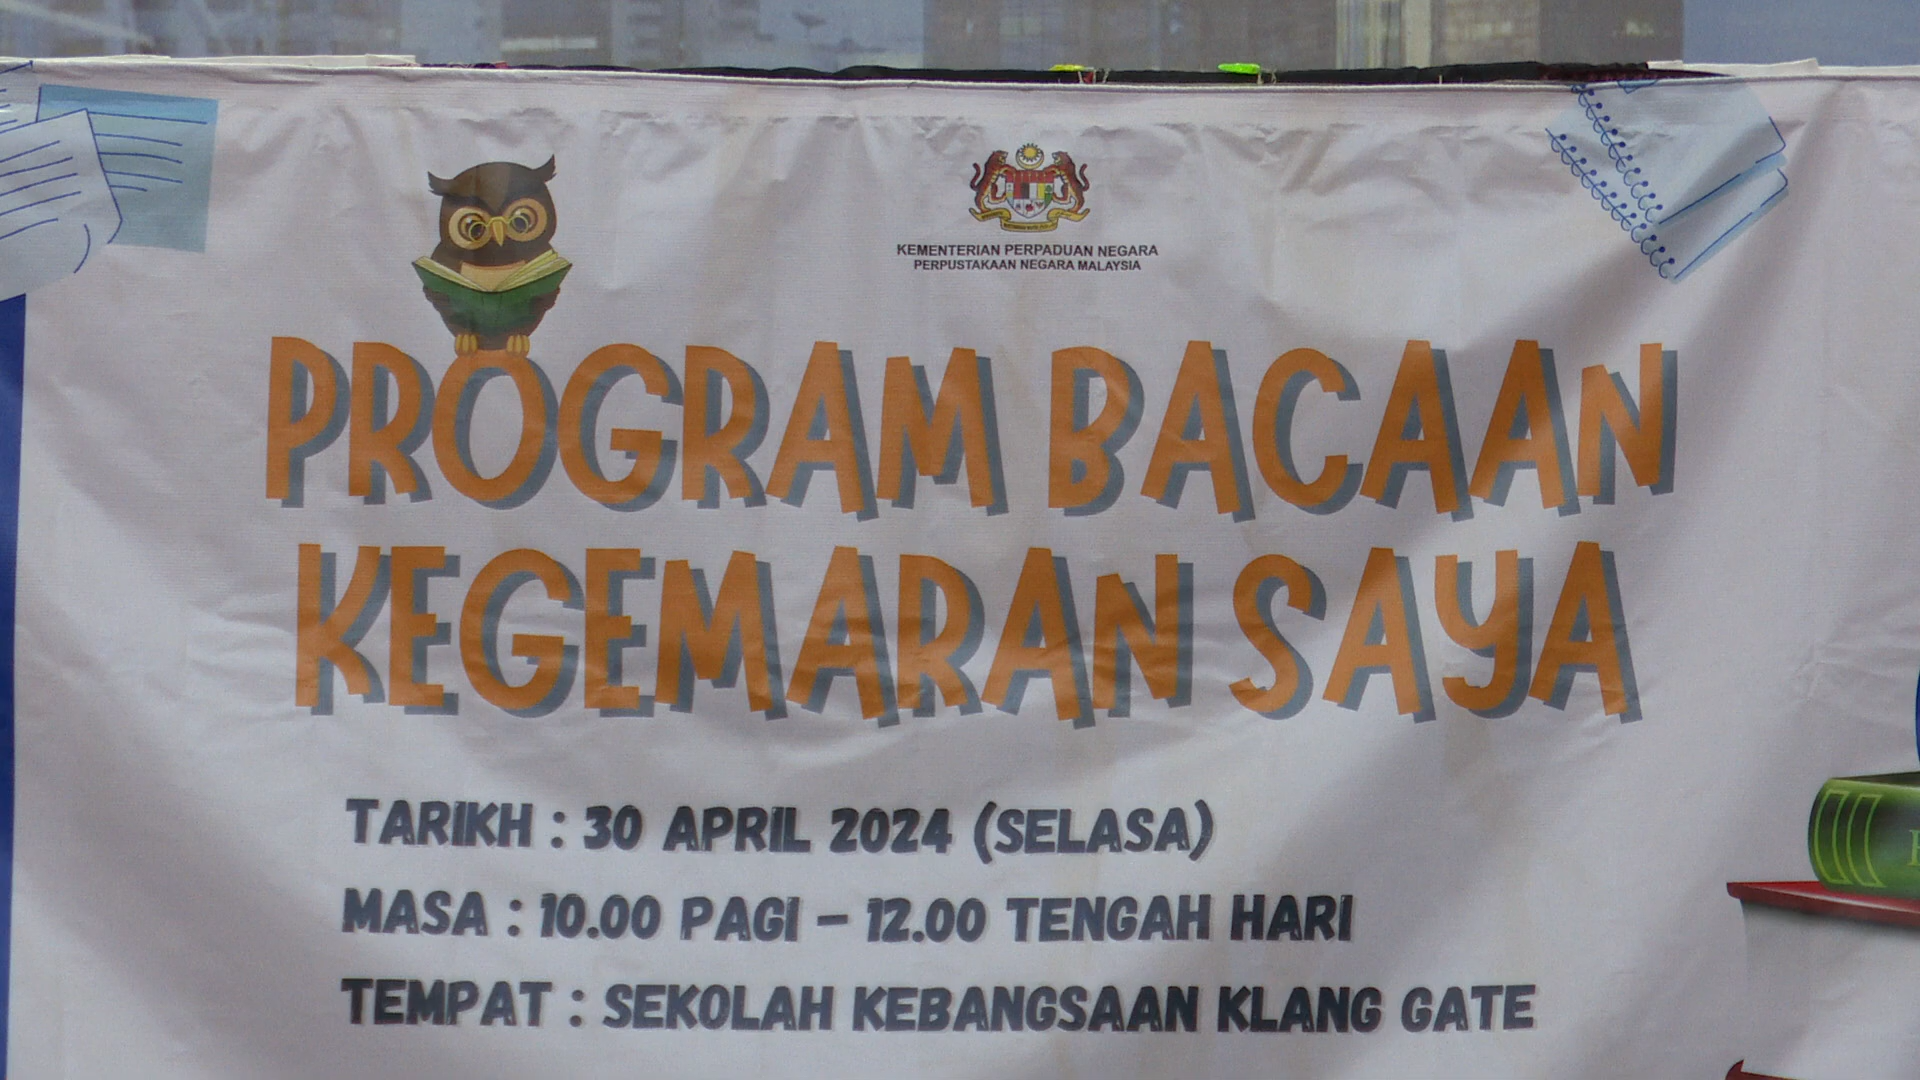 KEMENTERIAN PERPADUAN NEGARA
PERPUSTAKAAN NEGARA MALAYSIA
PROGRAM BACAAN
KEGEMARAN SAYA
TARIKH : 30 APRIL 2024 (SELASA)
MASA : 10.00 PAGI – 12.00 TENGAH HARI
TEMPAT : SEKOLAH KEBANGSAAN KLANG GATE